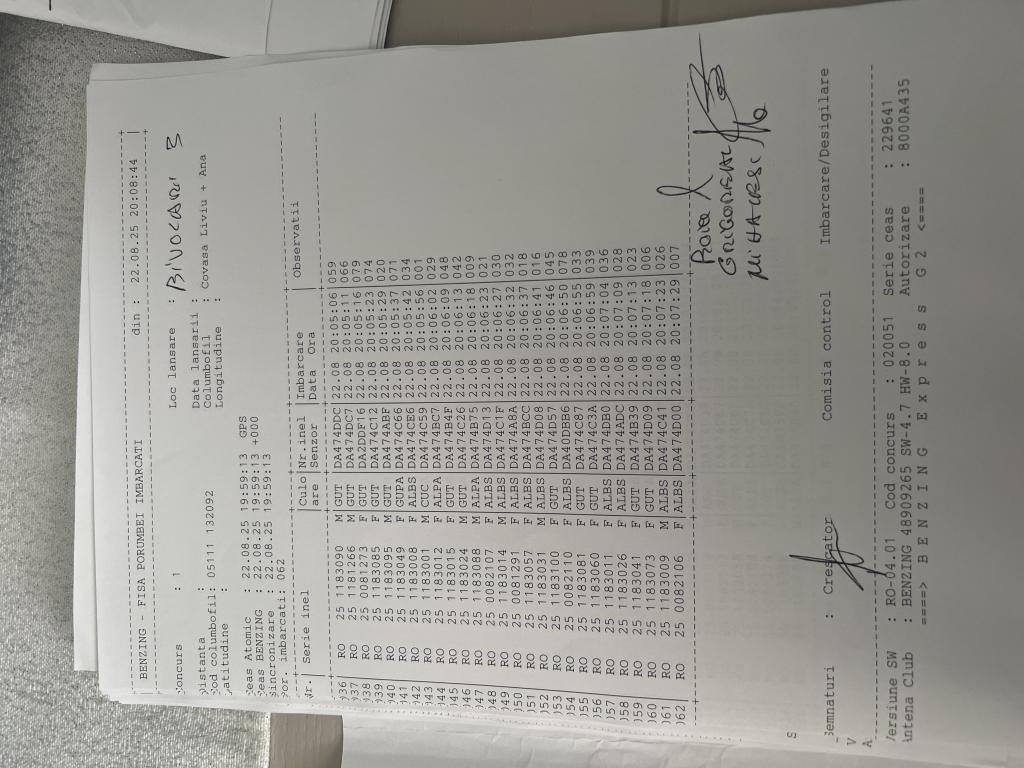 BENZING - FISA PORUMBEI IMBARCATI din : 22.08.25 20:08:44
oncurs : 1 Loc lansare :
istanta : Data lansarii :
od columbofil: 05111 132092 Columbofil : Covasa Liviu + Ana
atitudine : Longitudine :
eas Atomic : 22.08.25 19:59:13 GPS
eas BENZING : 22.08.25 19:59:13 +000
incronizare : 22.08.25 19:59:13
or. imbarcati: 062
r. Serie inel |Culo|Nr.inel |Imbarcare |Observatii
are |Senzor |Data Ora
036 RO 25 1183090 M GUT DA474DDC 22.08 20:05:06 059
037 RO 25 1181266 M GUT DA474DC7 22.08 20:05:11 066
038 RO 25 0081273 F GUT DA2DDF16 22.08 20:05:16 079
039 RO 25 1183085 F GUT DA474C12 22.08 20:05:23 074
040 RO 25 1183095 M GUT DA474ABF 22.08 20:05:29 020
041 RO 25 1183049 F GUPA DA474C66 22.08 20:05:37 071
042 RO 25 1183008 F ALBS DA474CE6 22.08 20:05:42 034
043 RO 25 1183001 M CUC DA474C59 22.08 20:05:56 001
044 RO 25 1183012 F ALPA DA474BC7 22.08 20:06:02 029
045 RO 25 1183015 F GUT DA474B4F 22.08 20:06:09 048
046 RO 25 1183024 M GUT DA474C26 22.08 20:06:13 042
047 RO 25 1183088 M ALPA DA474B75 22.08 20:06:18 009
048 RO 25 0082107 F ALBS DA474D13 22.08 20:06:23 021
049 RO 25 1183014 M ALBS DA474C1F 22.08 20:06:27 030
050 RO 25 0081291 F ALBS DA474A8A 22.08 20:06:32 032
051 RO 25 1183057 F ALBS DA474BCC 22.08 20:06:37 018
052 RO 25 1183031 M ALBS DA474D08 22.08 20:06:41 016
053 RO 25 1183100 F GUT DA474D57 22.08 20:06:46 045
054 RO 25 0082110 F ALBS DA40DBB6 22.08 20:06:50 078
055 RO 25 1183081 F GUT DA474C87 22.08 20:06:55 033
056 RO 25 1183060 F GUT DA474C3A 22.08 20:06:59 039
057 RO 25 1183011 F ALBS DA474DB0 22.08 20:07:04 036
058 RO 25 1183026 F ALBS DA474ADC 22.08 20:07:09 028
059 RO 25 1183041 F GUT DA474B39 22.08 20:07:13 023
060 RO 25 1183073 F GUT DA474D09 22.08 20:07:18 006
061 RO 25 1183009 M ALBS DA474C41 22.08 20:07:23 026
062 RO 25 0082106 F ALBS DA474D00 22.08 20:07:29 007
S
Semnaturi : Crescator Comisia control Imbarcare/Desigilare
V
A
Versiune SW : RO-04.01 Cod concurs : 020051 Serie ceas : 229641
Antena Club : BENZING 48909265 SW-4.7 HW-8.0 Autorizare : 8000A435
====> B E N Z I N G E x p r e s s G 2 <====